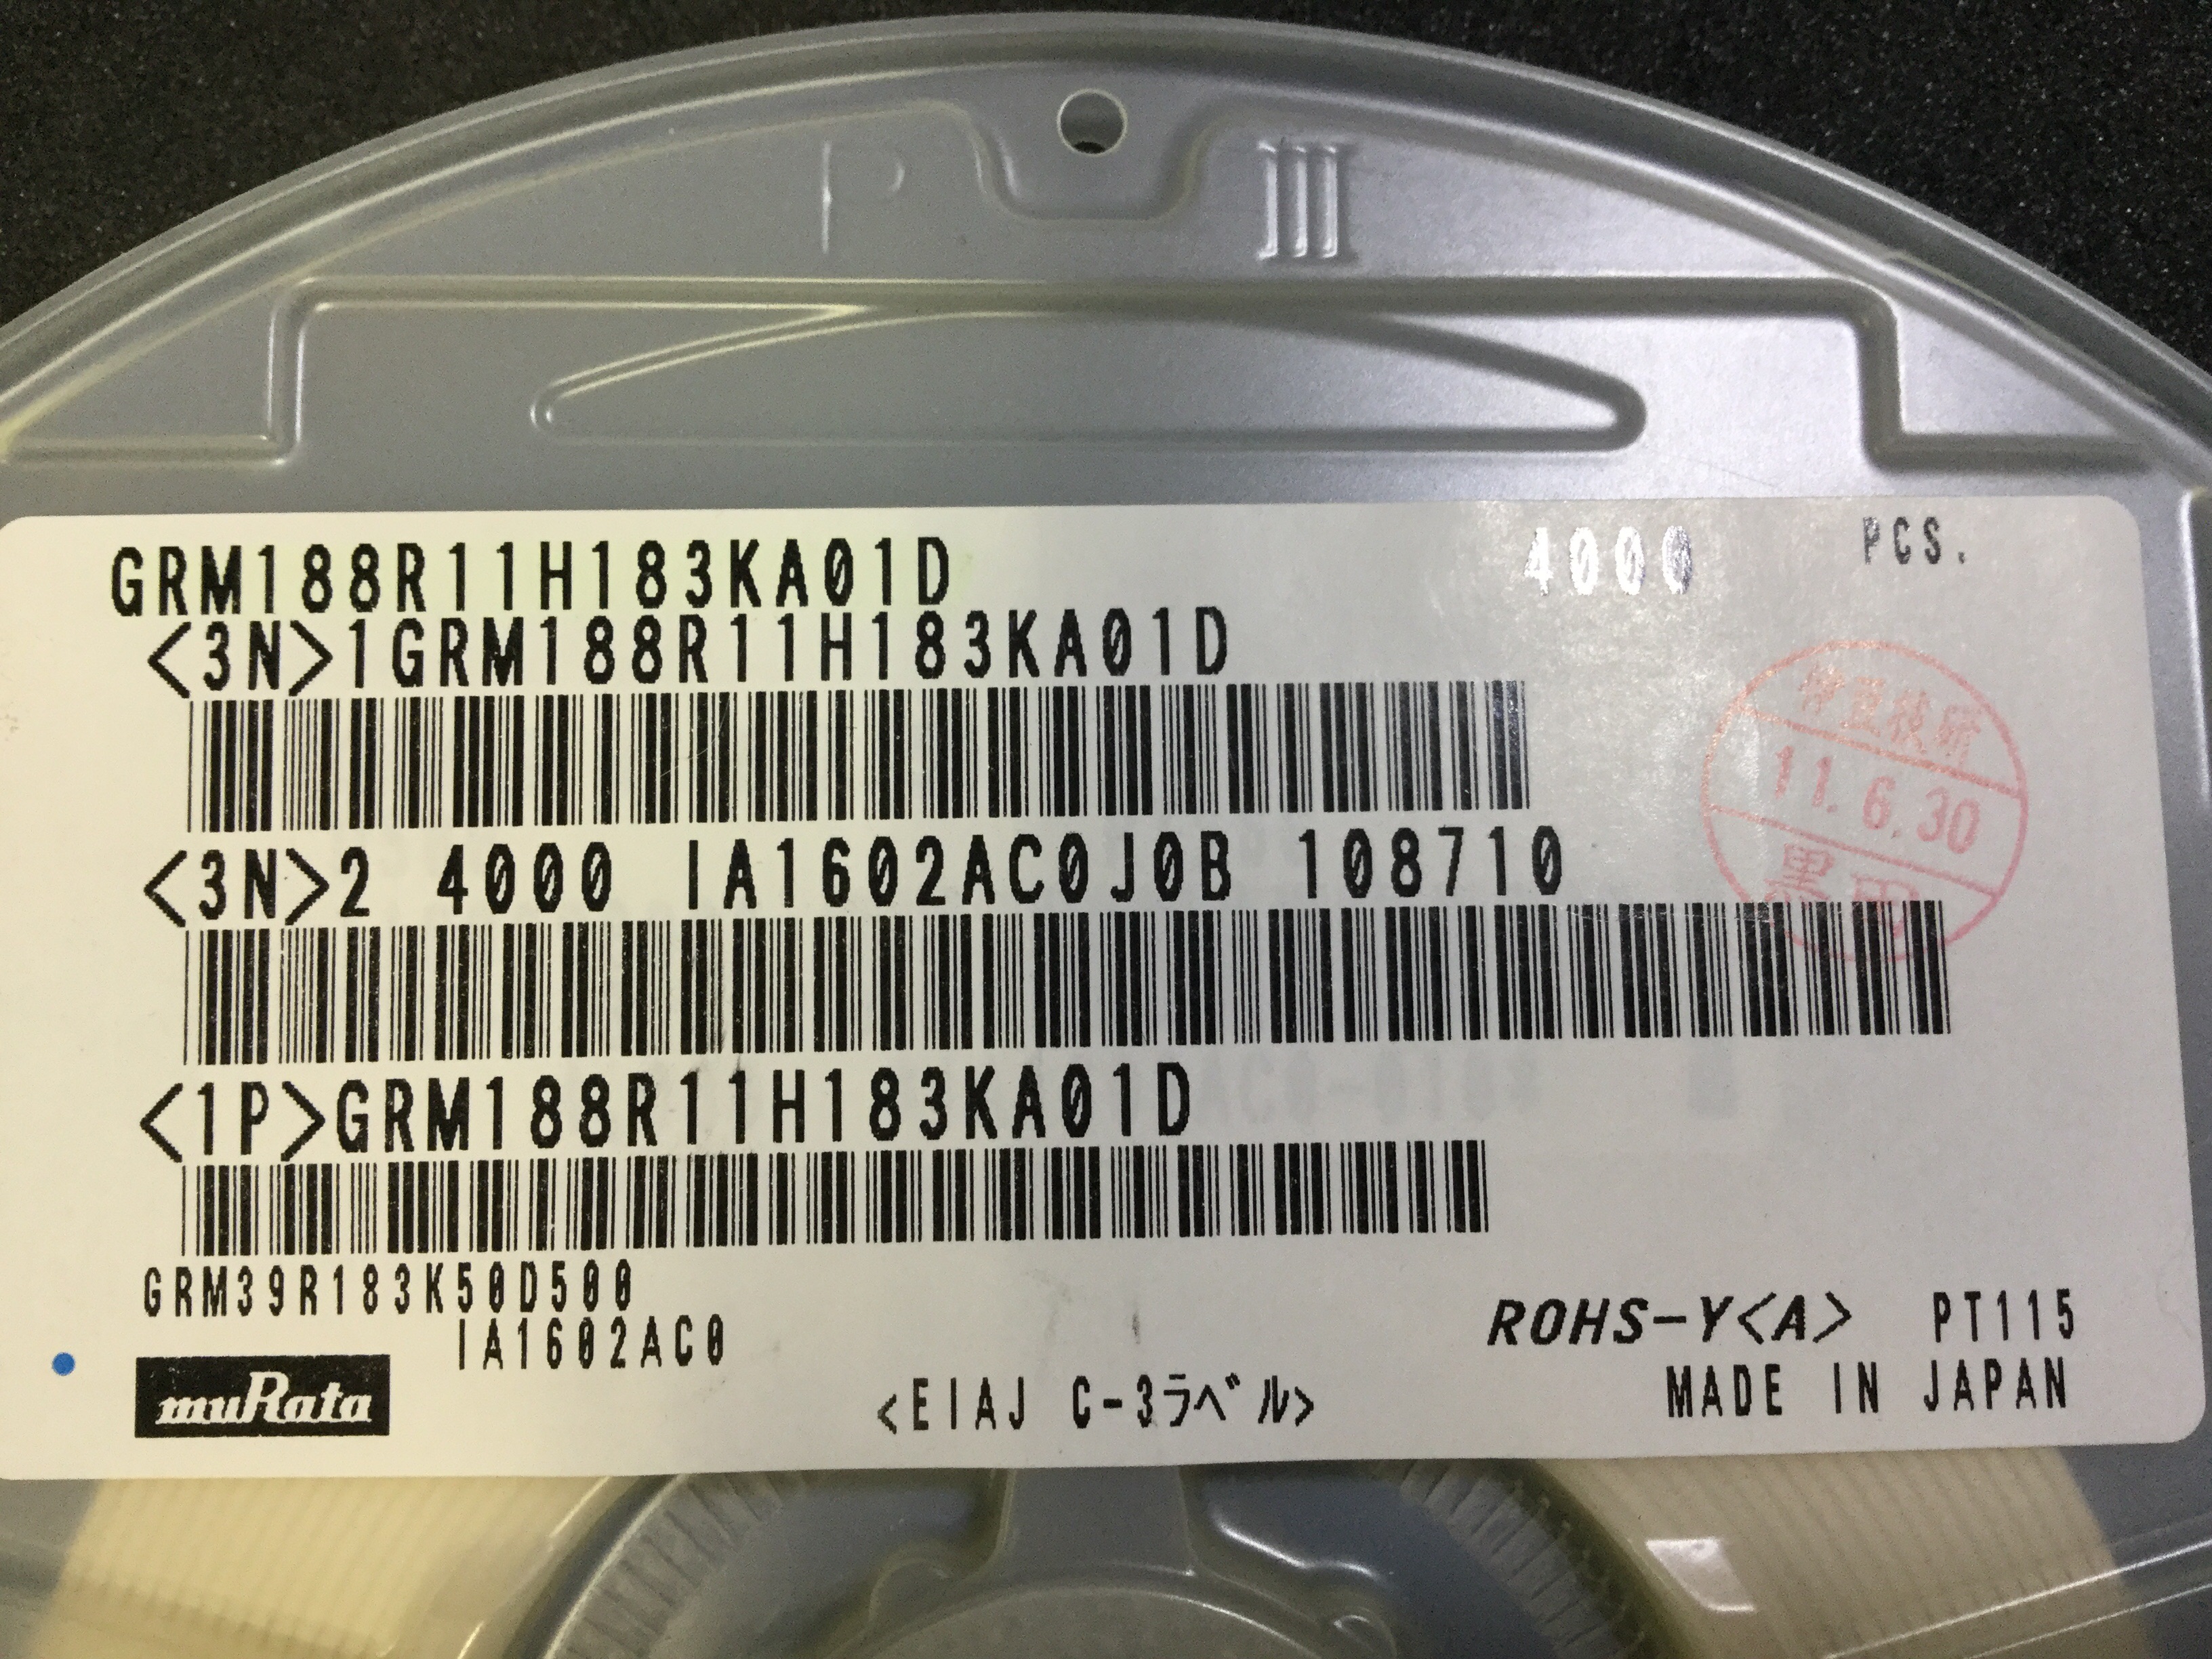 P III
GRM188R11H183KA01D 4000 PCS.
<3N>1GRM188R11H183KA01D
11.6.30
<3N>2 4000 IA1602AC0J0B 108710
<1P>GRM188R11H183KA01D
GRM39R183K50D500
IA1602AC0
ROHS-Y<A> PT115
muRata
<EIAJ C-3ラベル>
MADE IN JAPAN